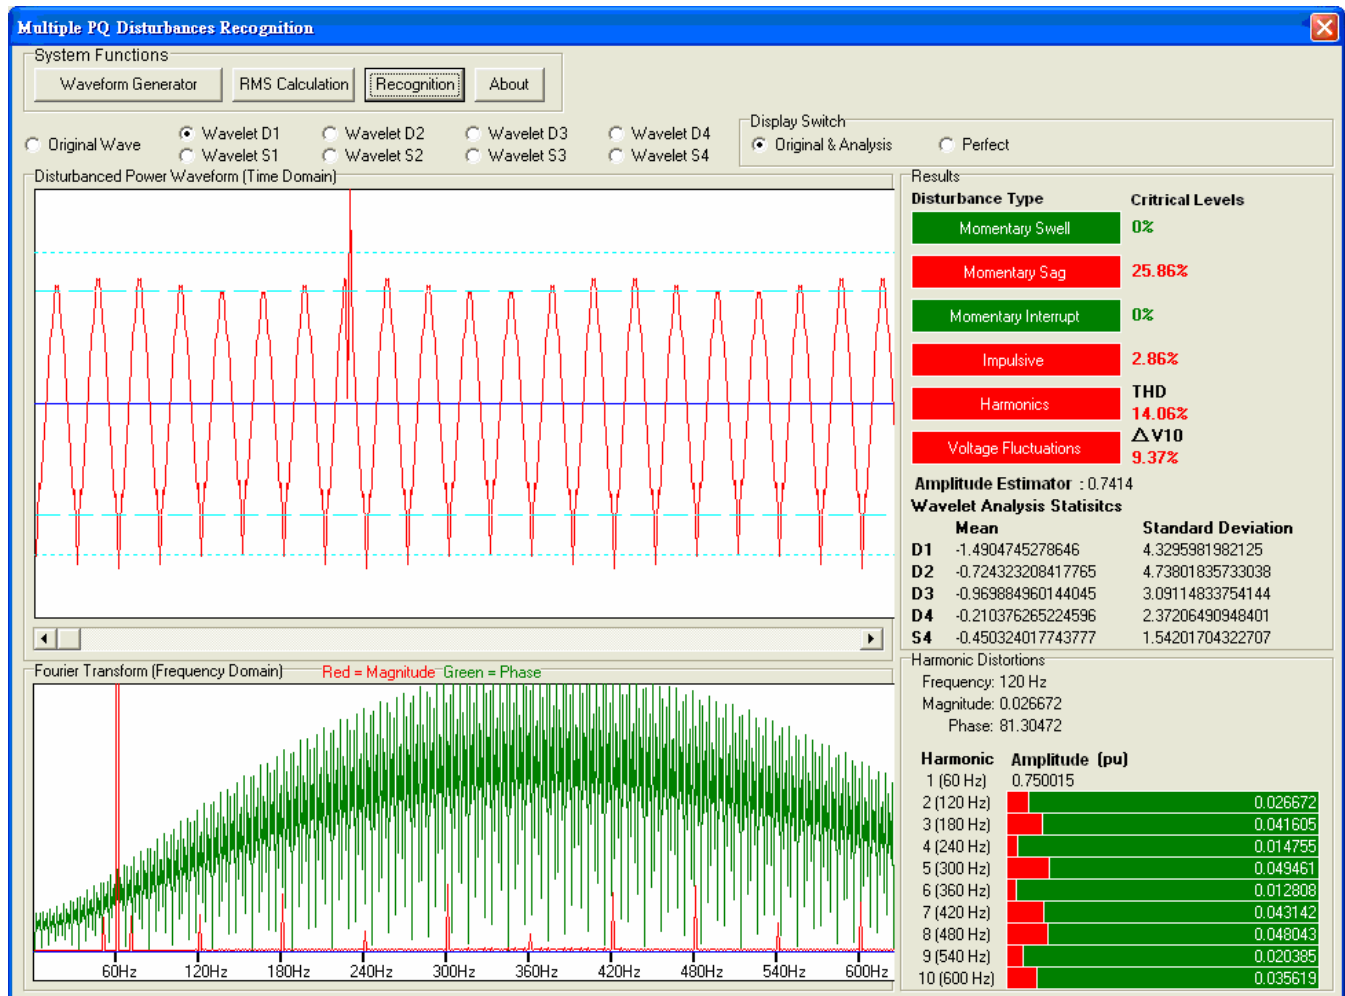 Multiple PQ Disturbances Recognition
System Functions
Waveform Generator RMS Calculation Recognition About
Original Wave Wavelet D1 Wavelet D2 Wavelet D3 Wavelet D4
Wavelet S1 Wavelet S2 Wavelet S3 Wavelet S4
Display Switch
Original & Analysis Perfect
Disturbanced Power Waveform (Time Domain)
Results
Disturbance Type Critrical Levels
Momentary Swell 0%
Momentary Sag 25.86%
Momentary Interrupt 0%
Impulsive 2.86%
Harmonics THD 14.06%
Voltage Fluctuations △V10 9.37%
Amplitude Estimator : 0.7414
Wavelet Analysis Statisitcs
Mean Standard Deviation
D1 -1.4904745278646 4.3295981982125
D2 -0.724323208417765 4.73801835733038
D3 -0.969884960144045 3.09114833754144
D4 -0.210376265224596 2.37206490948401
S4 -0.450324017743777 1.54201704322707
Fourier Transform (Frequency Domain) Red = Magnitude Green = Phase
60Hz 120Hz 180Hz 240Hz 300Hz 360Hz 420Hz 480Hz 540Hz 600Hz
Harmonic Distortions
Frequency: 120 Hz
Magnitude: 0.026672
Phase: 81.30472
Harmonic Amplitude (pu)
1 (60 Hz) 0.750015
2 (120 Hz) 0.026672
3 (180 Hz) 0.041605
4 (240 Hz) 0.014755
5 (300 Hz) 0.049461
6 (360 Hz) 0.012808
7 (420 Hz) 0.043142
8 (480 Hz) 0.048043
9 (540 Hz) 0.020385
10 (600 Hz) 0.035619